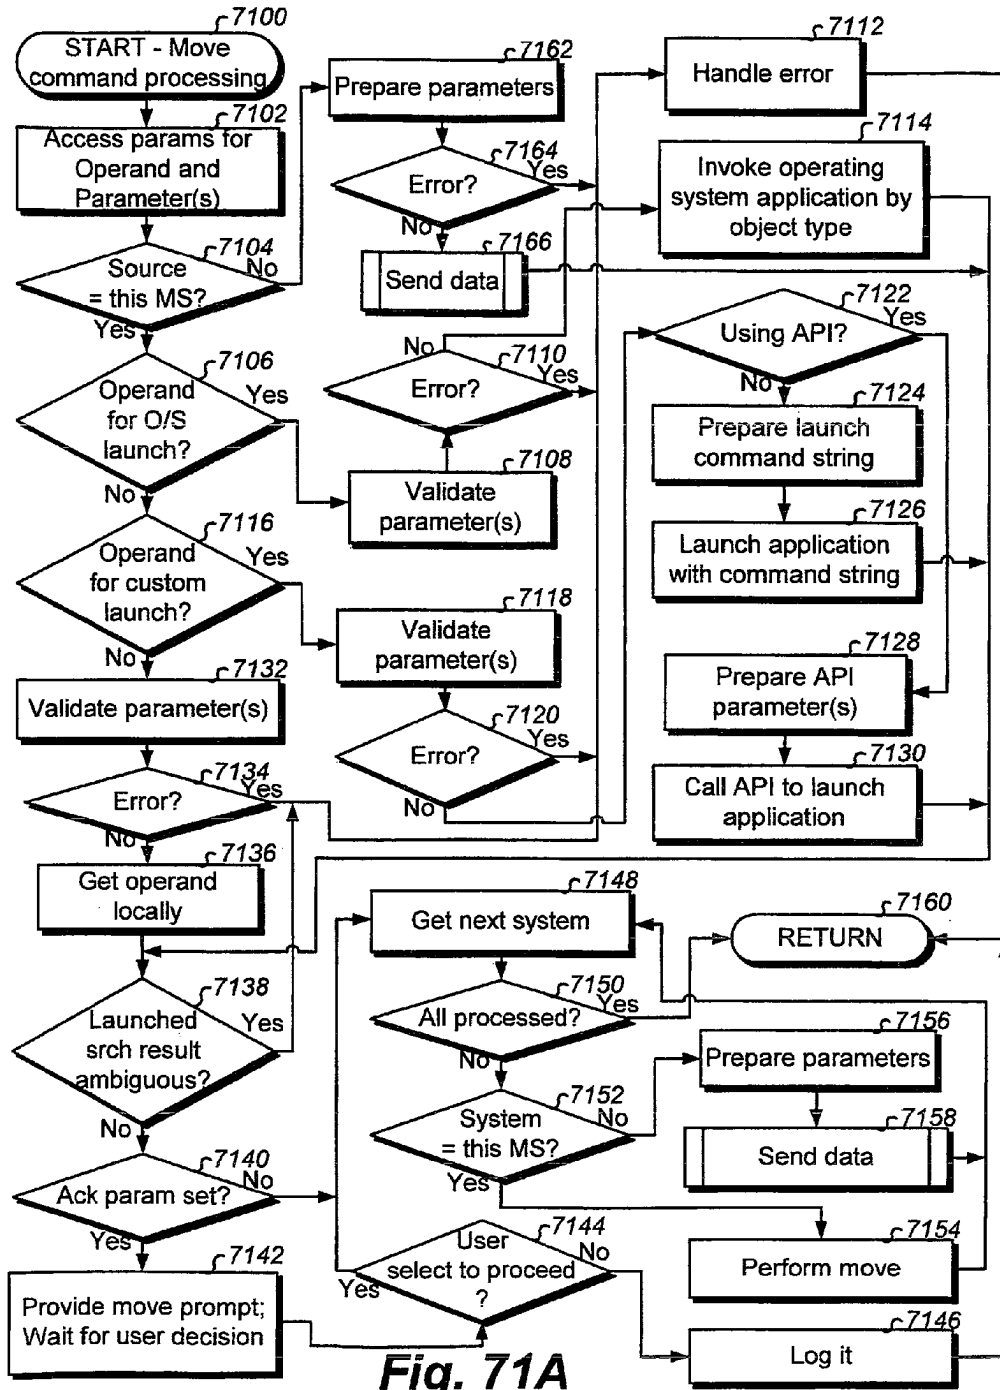 7100
START - Move
command processing
7102
Access params for
Operand and
Parameter(s)
7104
Source
= this MS?
No
Yes
7106
Operand
for O/S
launch?
Yes
No
7116
Operand
for custom
launch?
Yes
No
7132
Validate parameter(s)
7134
Error?
Yes
No
7136
Get operand
locally
7138
Launched
srch result
ambiguous?
Yes
No
7140
Ack param set?
No
Yes
7142
Provide move prompt;
Wait for user decision
7162
Prepare parameters
7164
Error?
Yes
No
7166
Send data
No
7110
Error?
Yes
7108
Validate
parameter(s)
7118
Validate
parameter(s)
7120
Error?
Yes
No
7112
Handle error
7114
Invoke operating
system application by
object type
7122
Using API?
Yes
No
7124
Prepare launch
command string
7126
Launch application
with command string
7128
Prepare API
parameter(s)
7130
Call API to launch
application
7148
Get next system
7150
All processed?
Yes
No
7152
System
= this MS?
No
Yes
7144
User
select to proceed
?
No
Yes
7160
RETURN
7156
Prepare parameters
7158
Send data
7154
Perform move
7146
Log it
Fig. 71A